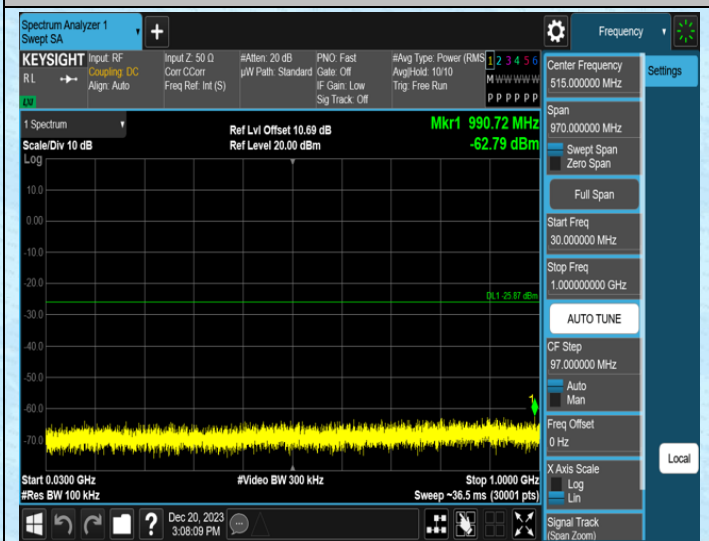 Spectrum Analyzer 1
Swept SA
Frequency
KEYSIGHT
R L
LXI
Input: RF
Coupling: DC
Align: Auto
Input Z: 50 Ω
Corr CCorr
Freq Ref: Int (S)
#Atten: 20 dB
µW Path: Standard
PNO: Fast
Gate: Off
IF Gain: Low
Sig Track: Off
#Avg Type: Power (RMS
Avg|Hold: 10/10
Trig: Free Run
1 2 3 4 5 6
M W W W W W
P P P P P P
1 Spectrum
Scale/Div 10 dB
Ref Lvl Offset 10.69 dB
Ref Level 20.00 dBm
Mkr1 990.72 MHz
-62.79 dBm
Log
10.0
0.00
-10.0
-20.0
DL1 -25.87 dBm
-30.0
-40.0
-50.0
-60.0
1
-70.0
Start 0.0300 GHz
#Res BW 100 kHz
#Video BW 300 kHz
Stop 1.0000 GHz
Sweep ~36.5 ms (30001 pts)
Dec 20, 2023
3:08:09 PM
Center Frequency
515.000000 MHz
Settings
Span
970.000000 MHz
Swept Span
Zero Span
Full Span
Start Freq
30.000000 MHz
Stop Freq
1.000000000 GHz
AUTO TUNE
CF Step
97.000000 MHz
Auto
Man
Freq Offset
0 Hz
Local
X Axis Scale
Log
Lin
Signal Track
(Span Zoom)